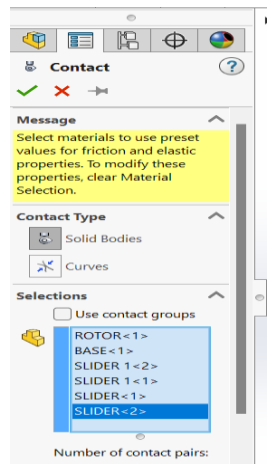 Contact
?
Message
Select materials to use preset
values for friction and elastic
properties. To modify these
properties, clear Material
Selection.
Contact Type
Solid Bodies
Curves
Selections
Use contact groups
ROTOR<1>
BASE<1>
SLIDER 1<2>
SLIDER 1<1>
SLIDER<1>
SLIDER<2>
Number of contact pairs: